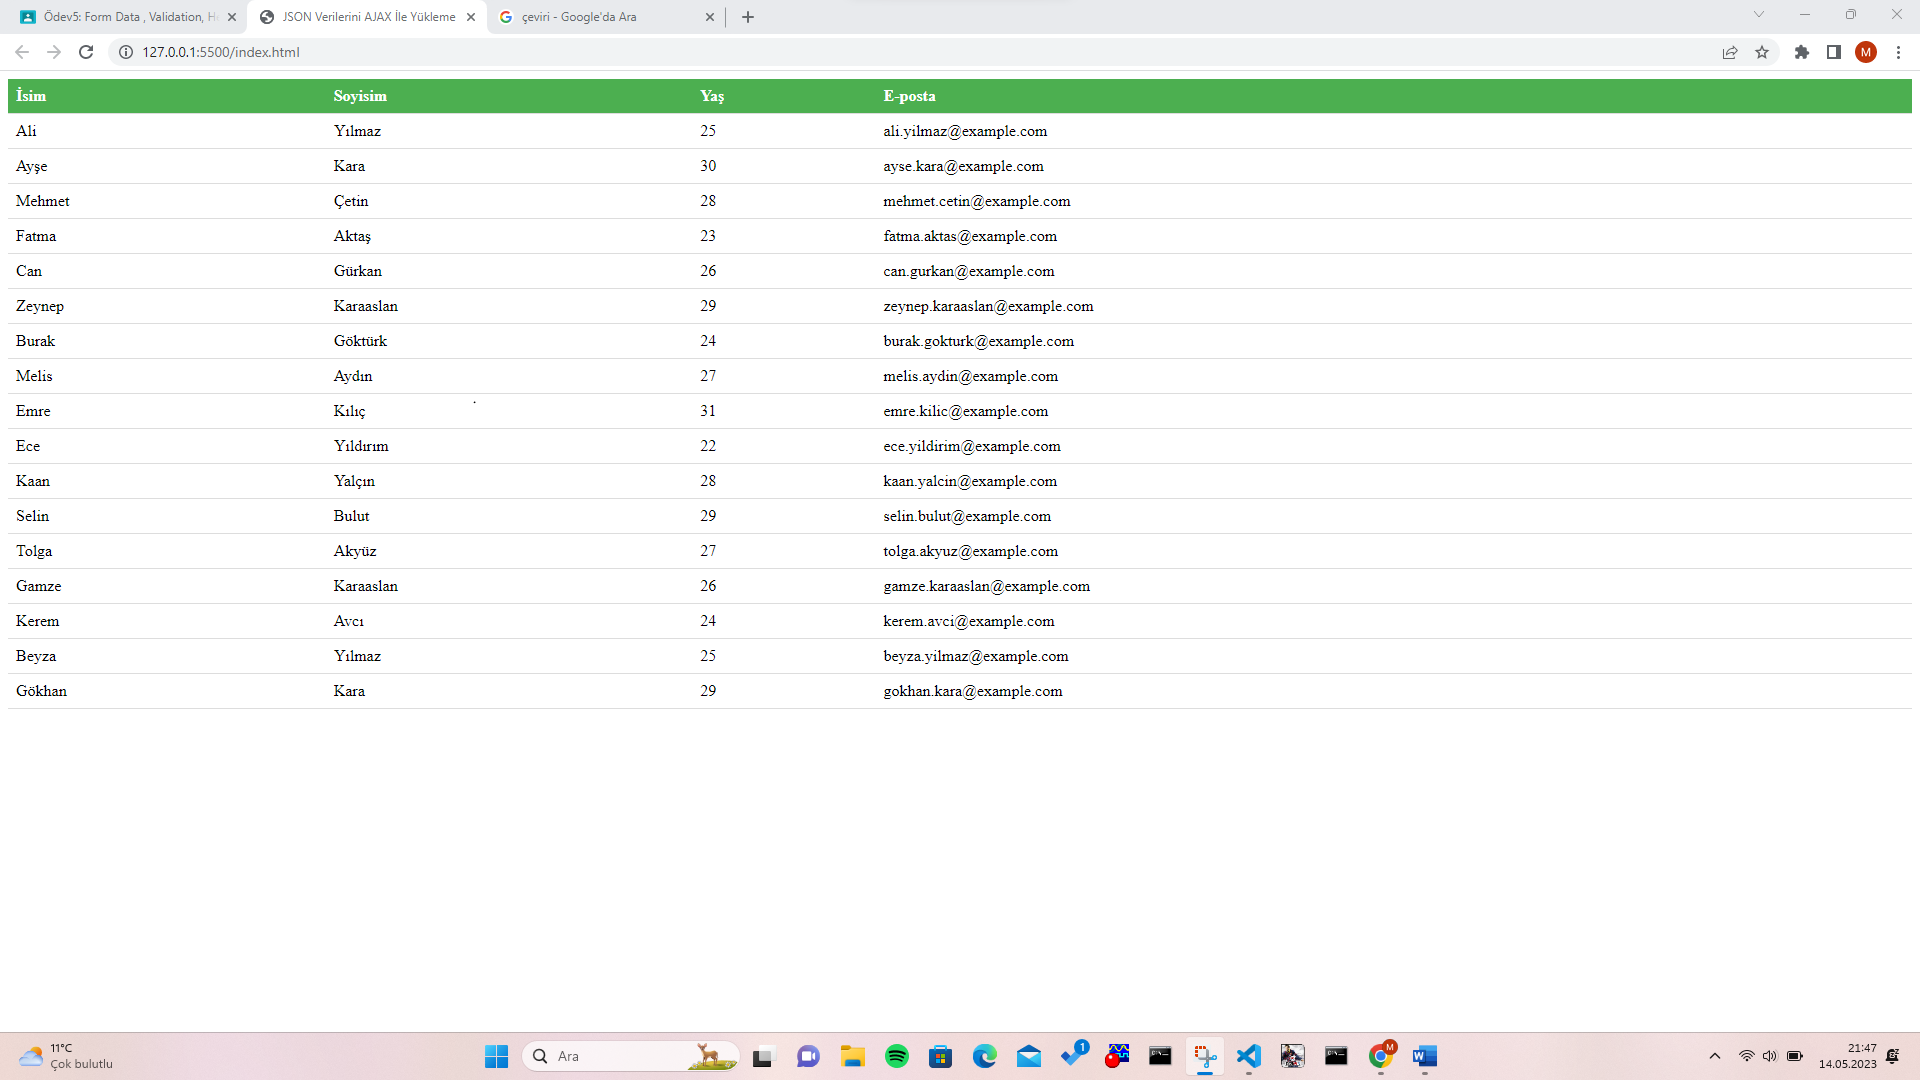 Ödev5: Form Data , Validation, H
JSON Verilerini AJAX İle Yükleme
çeviri - Google'da Ara
127.0.0.1:5500/index.html
M
İsim Soyisim Yaş E-posta
Ali Yılmaz 25 ali.yilmaz@example.com
Ayşe Kara 30 ayse.kara@example.com
Mehmet Çetin 28 mehmet.cetin@example.com
Fatma Aktaş 23 fatma.aktas@example.com
Can Gürkan 26 can.gurkan@example.com
Zeynep Karaaslan 29 zeynep.karaaslan@example.com
Burak Göktürk 24 burak.gokturk@example.com
Melis Aydın 27 melis.aydin@example.com
Emre Kılıç 31 emre.kilic@example.com
Ece Yıldırım 22 ece.yildirim@example.com
Kaan Yalçın 28 kaan.yalcin@example.com
Selin Bulut 29 selin.bulut@example.com
Tolga Akyüz 27 tolga.akyuz@example.com
Gamze Karaaslan 26 gamze.karaaslan@example.com
Kerem Avcı 24 kerem.avci@example.com
Beyza Yılmaz 25 beyza.yilmaz@example.com
Gökhan Kara 29 gokhan.kara@example.com
11°C
Çok bulutlu
Ara
1
M
21:47
14.05.2023